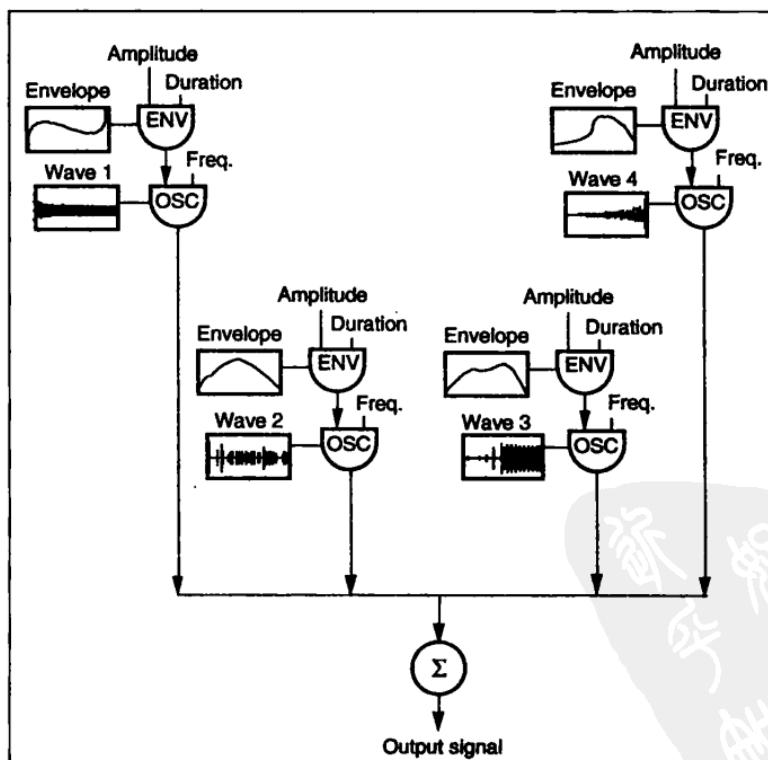 Amplitude
Duration
Envelope
ENV
Freq.
Wave 1
OSC
Amplitude
Duration
Envelope
ENV
Freq.
Wave 4
OSC
Amplitude
Duration
Envelope
ENV
Freq.
Wave 2
OSC
Amplitude
Duration
Envelope
ENV
Freq.
Wave 3
OSC
Σ
Output signal